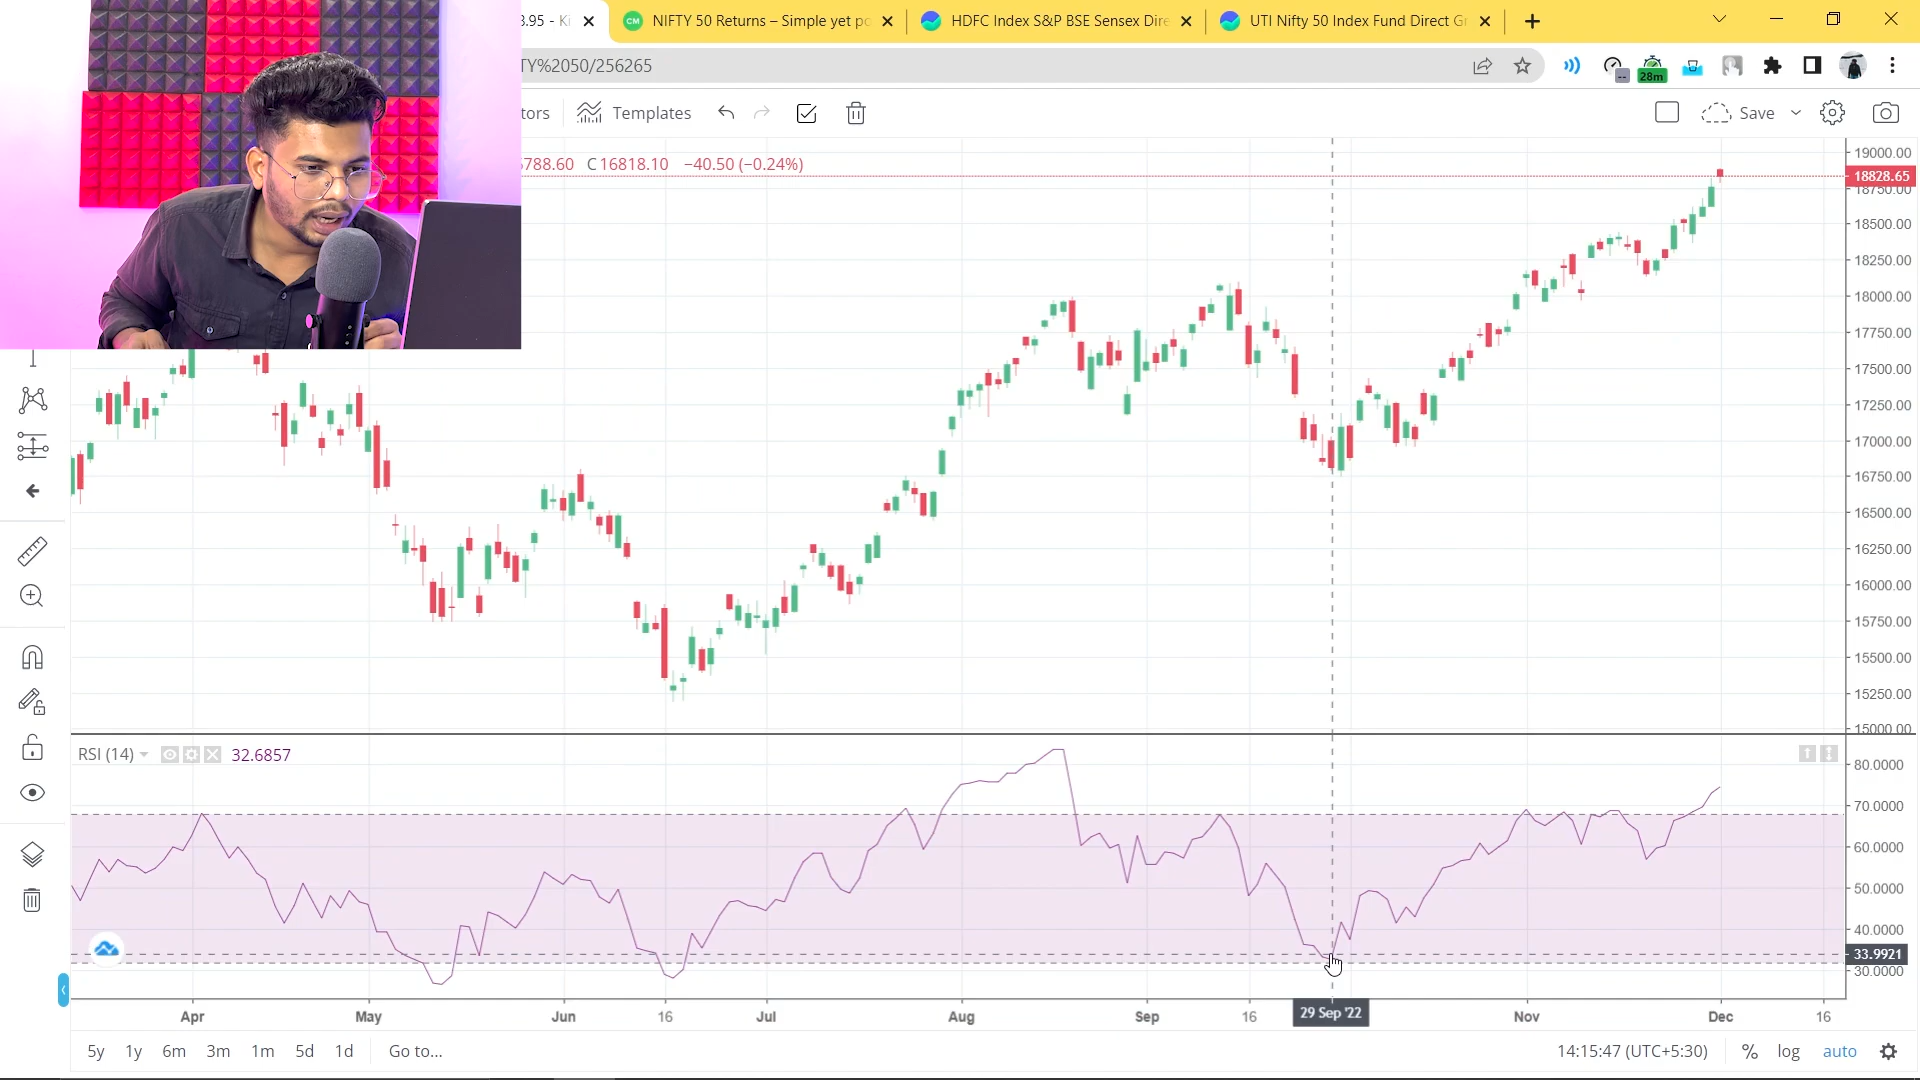 3.95 - Ki
CM NIFTY 50 Returns – Simple yet po
HDFC Index S&P BSE Sensex Dire
UTI Nifty 50 Index Fund Direct Gr
TY%2050/256265
28m
tors
Templates
Save
788.60 C16818.10 −40.50 (−0.24%)
19000.00
18828.65
18750.00
18500.00
18250.00
18000.00
17750.00
17500.00
17250.00
17000.00
16750.00
16500.00
16250.00
16000.00
15750.00
15500.00
15250.00
15000.00
RSI (14) 32.6857
80.0000
70.0000
60.0000
50.0000
40.0000
33.9921
30.0000
Apr May Jun 16 Jul Aug Sep 16 29 Sep '22 Nov Dec 16
5y 1y 6m 3m 1m 5d 1d Go to...
14:15:47 (UTC+5:30) % log auto